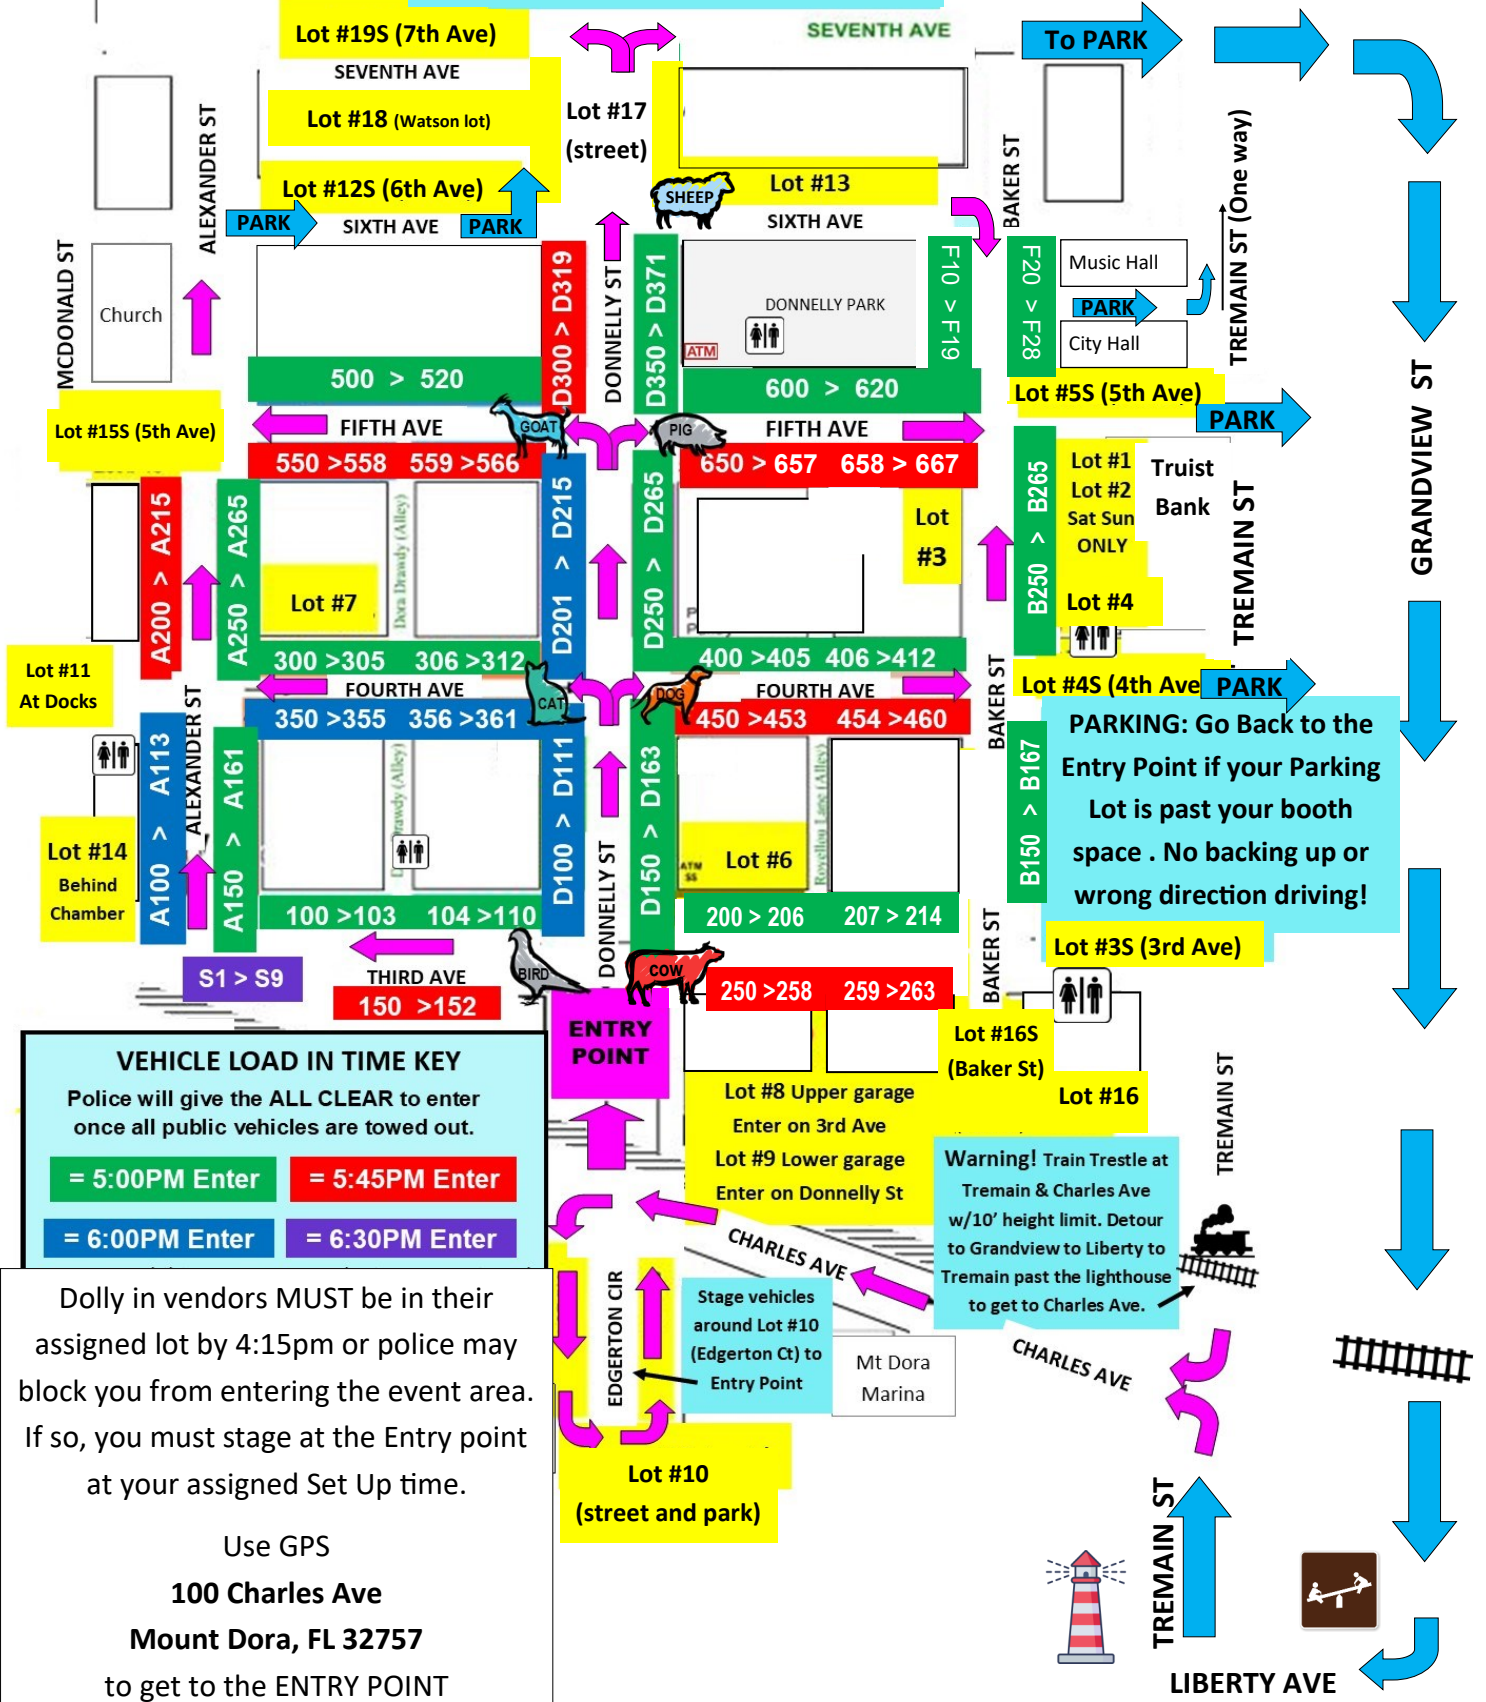 Lot #19S (7th Ave)
SEVENTH AVE
To PARK
SEVENTH AVE
Lot #18 (Watson lot)
Lot #17
(street)
ALEXANDER ST
Lot #12S (6th Ave)
SHEEP
Lot #13
BAKER ST
TREMAIN ST (One way)
PARK
SIXTH AVE
PARK
SIXTH AVE
MCDONALD ST
Church
D300 > D319
DONNELLY ST
D350 > D371
DONNELLY PARK
ATM
F10 > F19
F20 > F28
Music Hall
PARK
City Hall
GRANDVIEW ST
500 > 520
600 > 620
Lot #5S (5th Ave)
PARK
Lot #15S (5th Ave)
FIFTH AVE
GOAT
PIG
FIFTH AVE
550 >558 559 >566
650 > 657 658 > 667
A200 > A215
A250 > A265
Dora Drawdy (Alley)
D201 > D215
D250 > D265
Lot
#3
B250 > B265
Lot #1
Lot #2
Sat Sun
ONLY
Truist
Bank
TREMAIN ST
Lot #7
Lot #4
300 >305 306 >312
400 >405 406 >412
Lot #11
At Docks
ALEXANDER ST
FOURTH AVE
CAT
DOG
FOURTH AVE
BAKER ST
Lot #4S (4th Ave
PARK
350 >355 356 >361
450 >453 454 >460
A100 > A113
A150 > A161
Drawdy (Alley)
D100 > D111
DONNELLY ST
D150 > D163
Royellou Lane (Alley)
B150 > B167
PARKING: Go Back to the
Entry Point if your Parking
Lot is past your booth
space . No backing up or
wrong direction driving!
Lot #14
Behind
Chamber
ATM
SS
Lot #6
100 >103 104 >110
200 > 206 207 > 214
BAKER ST
Lot #3S (3rd Ave)
S1 > S9
THIRD AVE
BIRD
COW
150 >152
250 >258 259 >263
ENTRY
POINT
Lot #16S
(Baker St)
Lot #16
TREMAIN ST
VEHICLE LOAD IN TIME KEY
Police will give the ALL CLEAR to enter
once all public vehicles are towed out.
= 5:00PM Enter = 5:45PM Enter
= 6:00PM Enter = 6:30PM Enter
Lot #8 Upper garage
Enter on 3rd Ave
Lot #9 Lower garage
Enter on Donnelly St
Warning! Train Trestle at
Tremain & Charles Ave
w/10' height limit. Detour
to Grandview to Liberty to
Tremain past the lighthouse
to get to Charles Ave.
CHARLES AVE
EDGERTON CIR
Stage vehicles
around Lot #10
(Edgerton Ct) to
Entry Point
Mt Dora
Marina
CHARLES AVE
Dolly in vendors MUST be in their
assigned lot by 4:15pm or police may
block you from entering the event area.
If so, you must stage at the Entry point
at your assigned Set Up time.
Use GPS
100 Charles Ave
Mount Dora, FL 32757
to get to the ENTRY POINT
Lot #10
(street and park)
TREMAIN ST
LIBERTY AVE